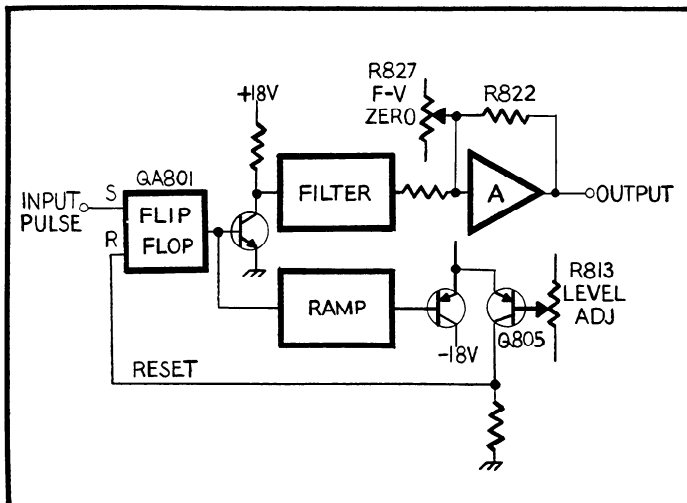 R827
F-V
ZERO
R822
+18V
QA801
FILTER
A
OUTPUT
INPUT
PULSE
S
R
FLIP
FLOP
RAMP
R813
LEVEL
ADJ
-18V
Q805
RESET